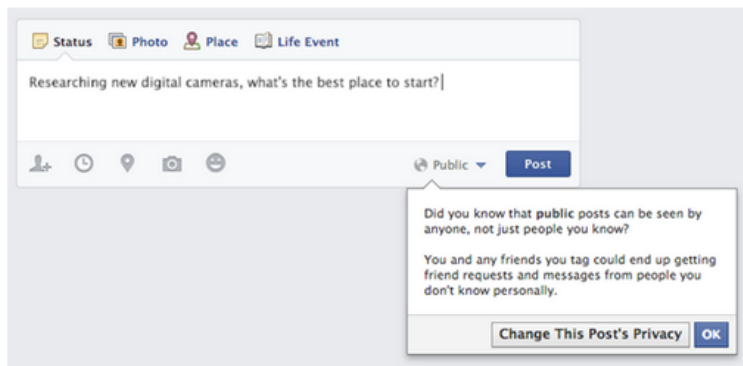 Status Photo Place Life Event
Researching new digital cameras, what's the best place to start?
Public Post
Did you know that public posts can be seen by
anyone, not just people you know?
You and any friends you tag could end up getting
friend requests and messages from people you
don't know personally.
Change This Post's Privacy OK